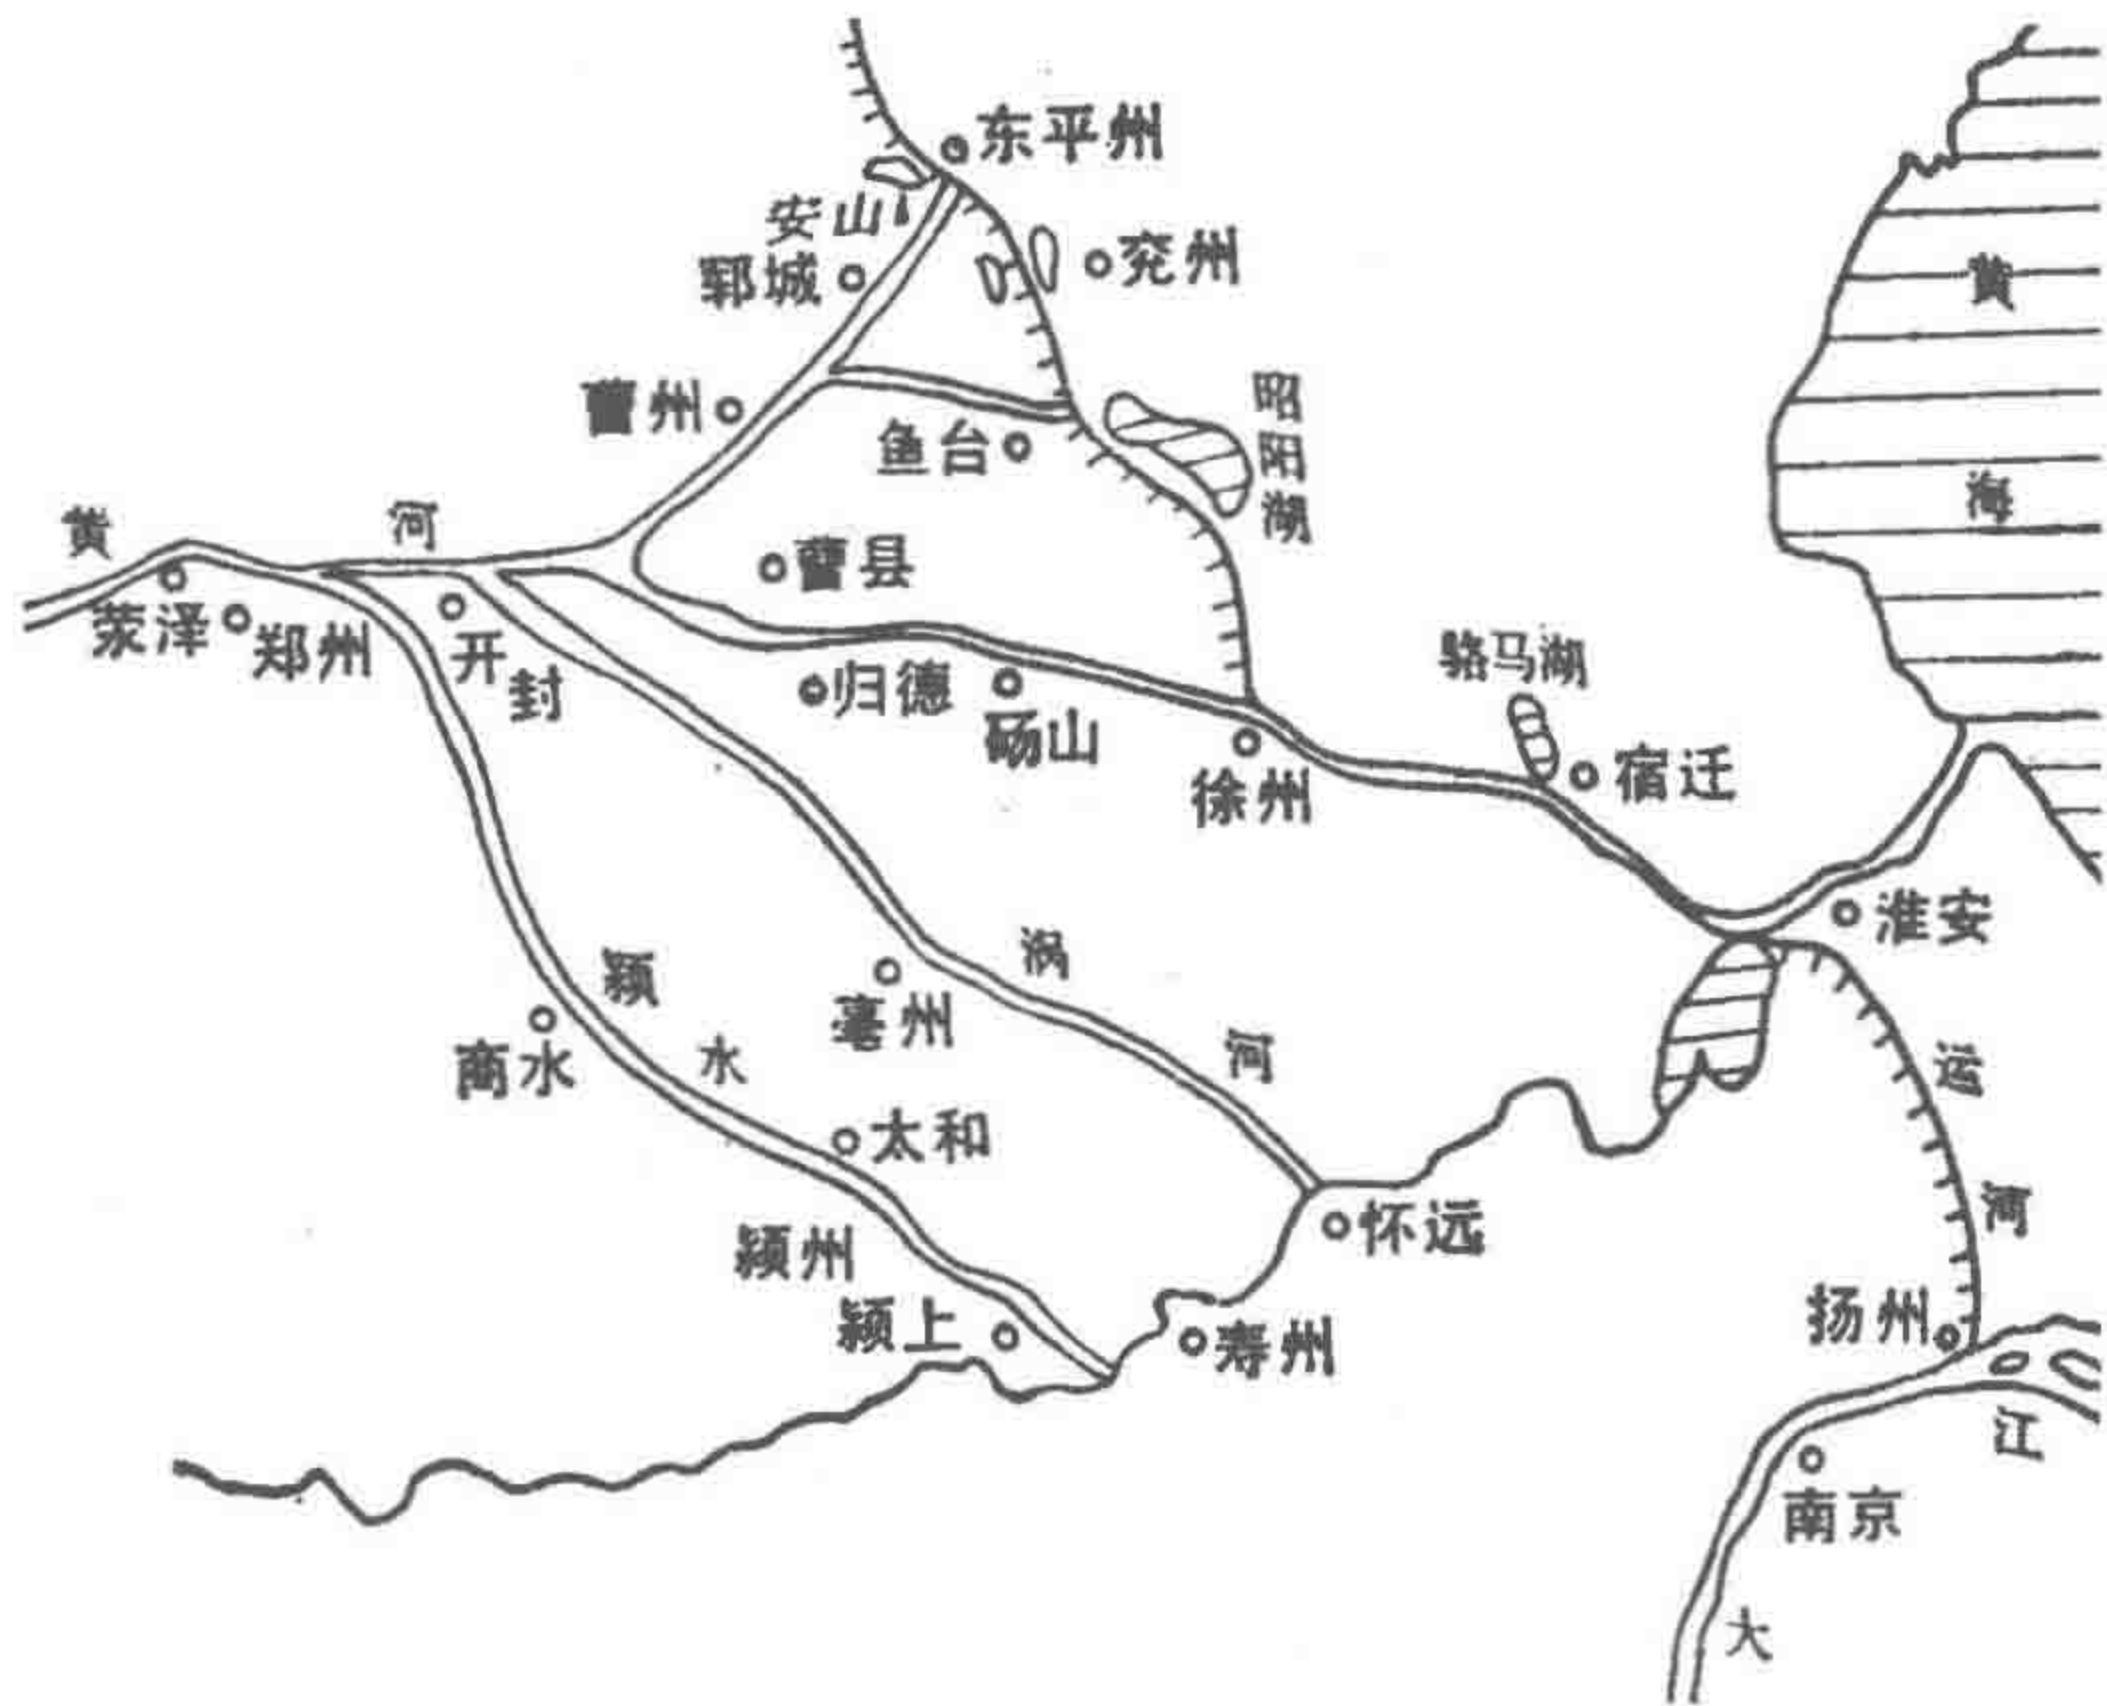 东平州
安山
兖州
郓城
黄
曹州
昭阳湖
鱼台
黄河
海
曹县
荥泽
郑州
开封
骆马湖
归德
砀山
宿迁
徐州
淮安
颍水
涡河
亳州
商水
运河
太和
怀远
颍州
颍上
寿州
扬州
江
南京
大